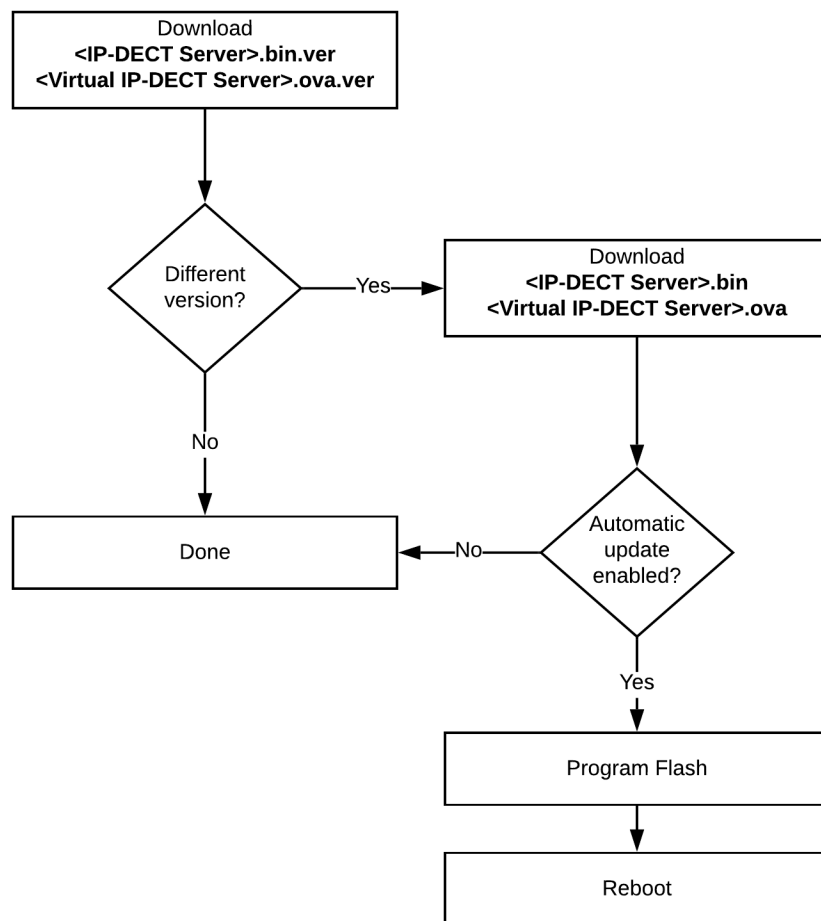 Download
<IP-DECT Server>.bin.ver
<Virtual IP-DECT Server>.ova.ver
Different
version?
Yes
Download
<IP-DECT Server>.bin
<Virtual IP-DECT Server>.ova
No
Done
No
Automatic
update
enabled?
Yes
Program Flash
Reboot